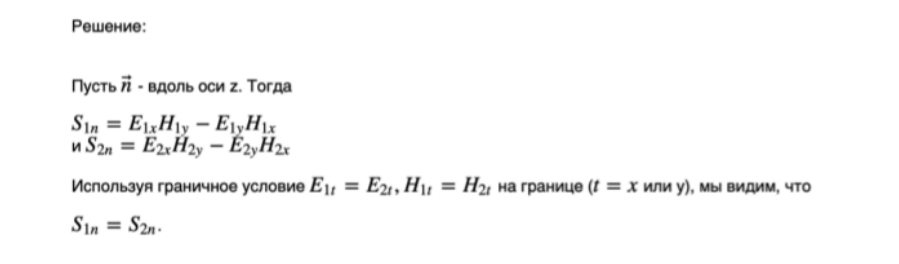 Решение:
Пусть $\vec{n}$ - вдоль оси z. Тогда
$S_{1n} = E_{1x}H_{1y} - E_{1y}H_{1x}$
и $S_{2n} = E_{2x}H_{2y} - E_{2y}H_{2x}$
Используя граничное условие $E_{1t} = E_{2t}, H_{1t} = H_{2t}$ на границе ($t = x$ или y), мы видим, что
$S_{1n} = S_{2n}$.